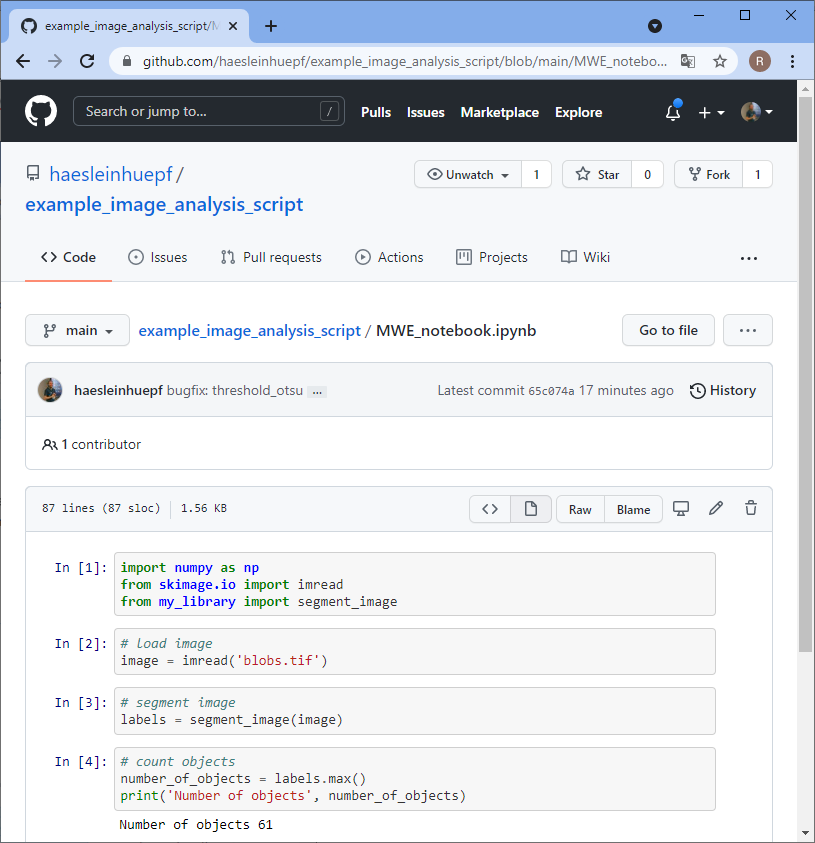 example_image_analysis_script/M
github.com/haesleinhuepf/example_image_analysis_script/blob/main/MWE_notebo...
R
Search or jump to... /
Pulls Issues Marketplace Explore
haesleinhuepf /
example_image_analysis_script
Unwatch 1 Star 0 Fork 1
Code Issues Pull requests Actions Projects Wiki ...
main example_image_analysis_script / MWE_notebook.ipynb Go to file ...
haesleinhuepf bugfix: threshold_otsu ... Latest commit 65c074a 17 minutes ago History
1 contributor
87 lines (87 sloc) 1.56 KB <> Raw Blame
In [1]: import numpy as np
from skimage.io import imread
from my_library import segment_image
In [2]: # load image
image = imread('blobs.tif')
In [3]: # segment image
labels = segment_image(image)
In [4]: # count objects
number_of_objects = labels.max()
print('Number of objects', number_of_objects)
Number of objects 61